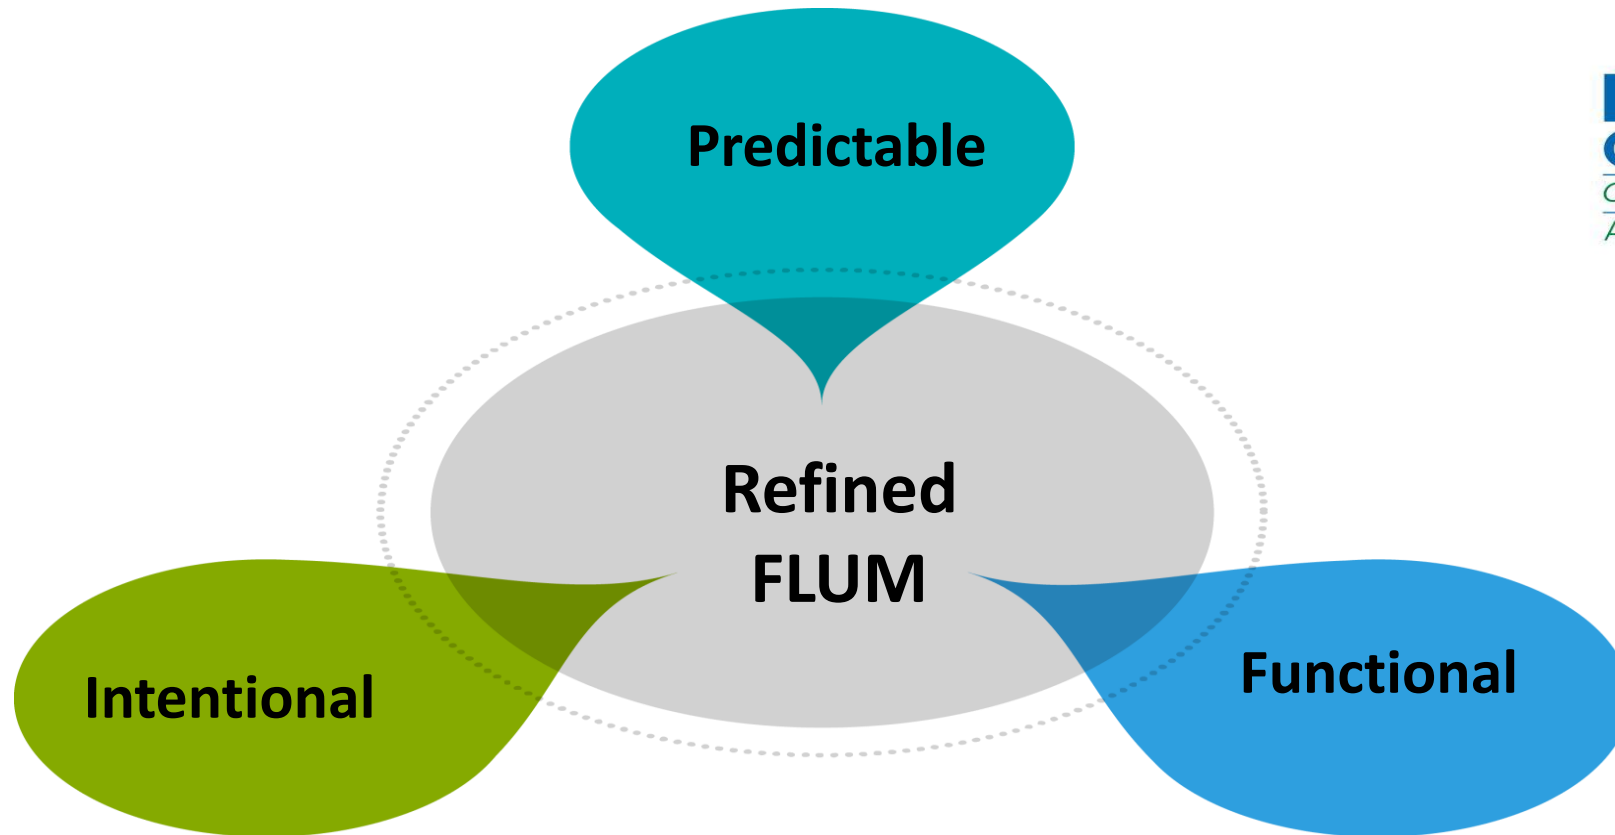 Predictable
Refined
FLUM
Intentional
Functional